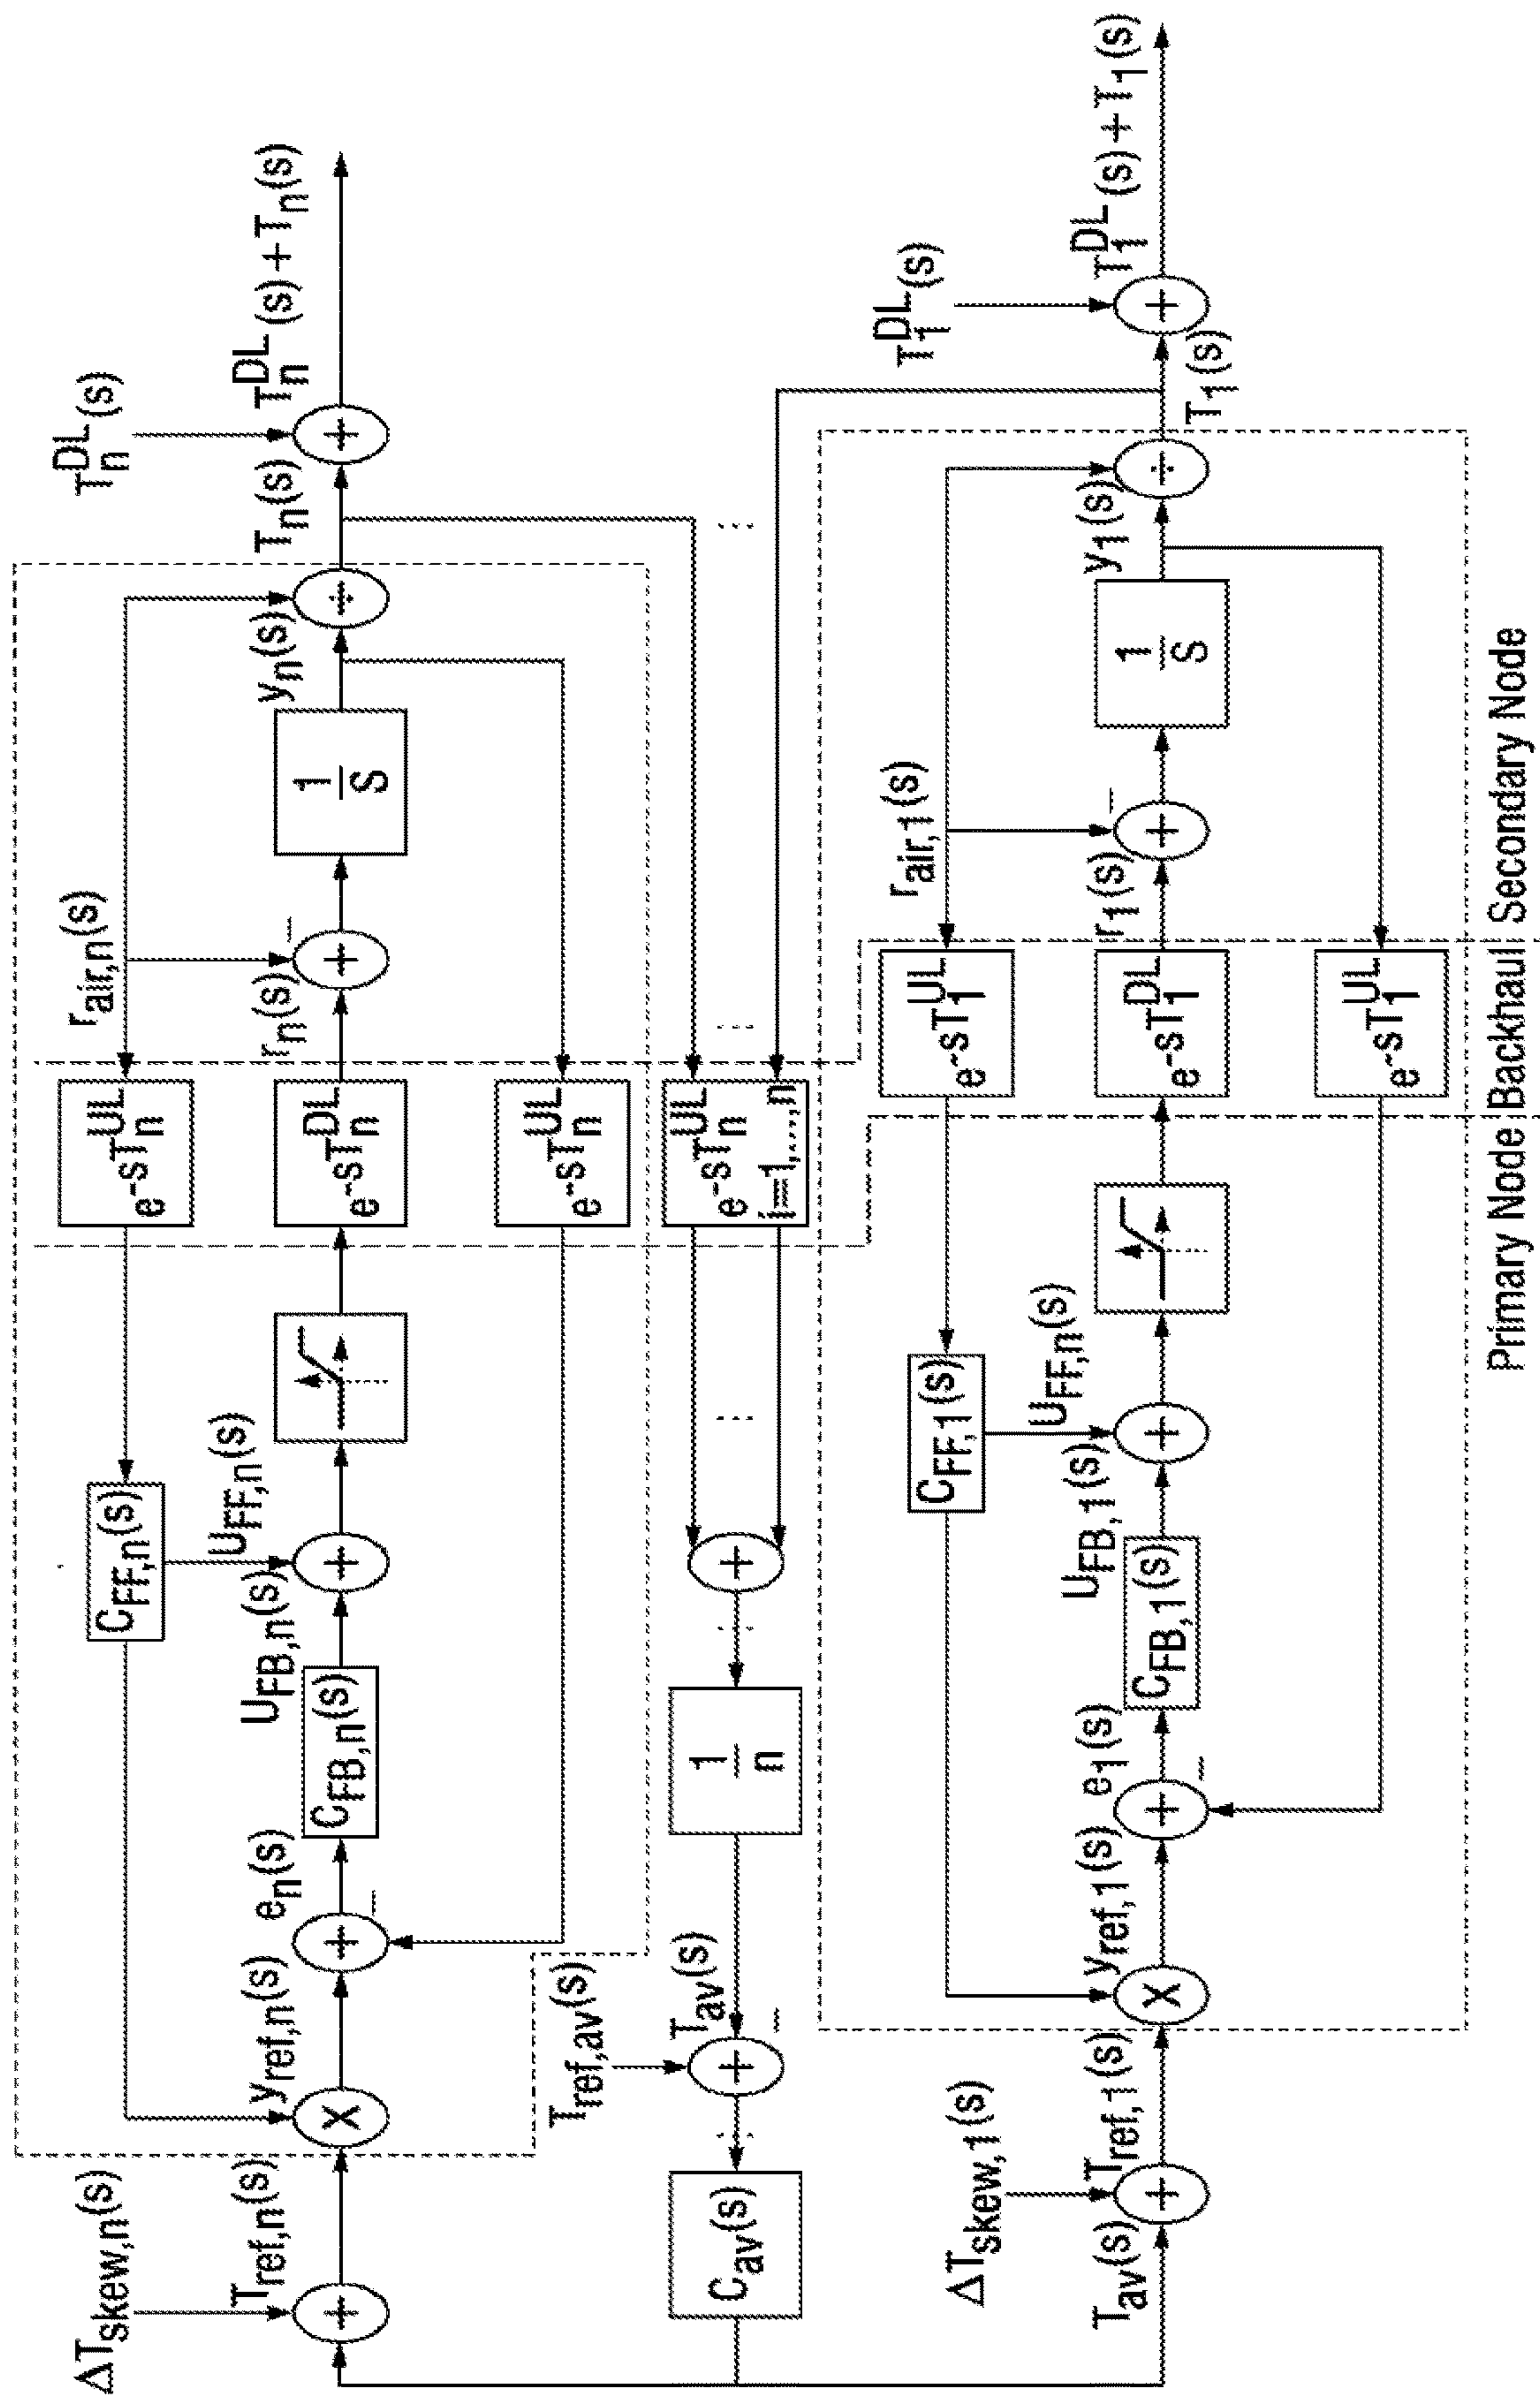 ΔT_skew,n(s)
T_ref,n(s)
X
y_ref,n(s)
+
e_n(s)
−
C_FB,n(s)
U_FB,n(s)
C_FF,n(s)
U_FF,n(s)
+
e^-sT_n^UL
e^-sT_n^DL
e^-sT_n^UL
r_air,n(s)
r_n(s)
+
−
1/S
y_n(s)
÷
T_n(s)
T_n^DL(s)
+
T_n^DL(s)+T_n(s)
+
C_av(s)
T_ref,av(s)
+
−
T_av(s)
1/n
+
e^-sT_n^UL
i=1,...,n
ΔT_skew,1(s)
T_av(s)
+
T_ref,1(s)
X
y_ref,1(s)
+
e_1(s)
−
C_FB,1(s)
U_FB,1(s)
C_FF,1(s)
U_FF,n(s)
+
e^-sT_1^UL
e^-sT_1^DL
e^-sT_1^UL
r_air,1(s)
r_1(s)
+
−
1/S
y_1(s)
÷
T_1(s)
T_1^DL(s)
+
T_1^DL(s)+T_1(s)
Primary Node Backhaul Secondary Node